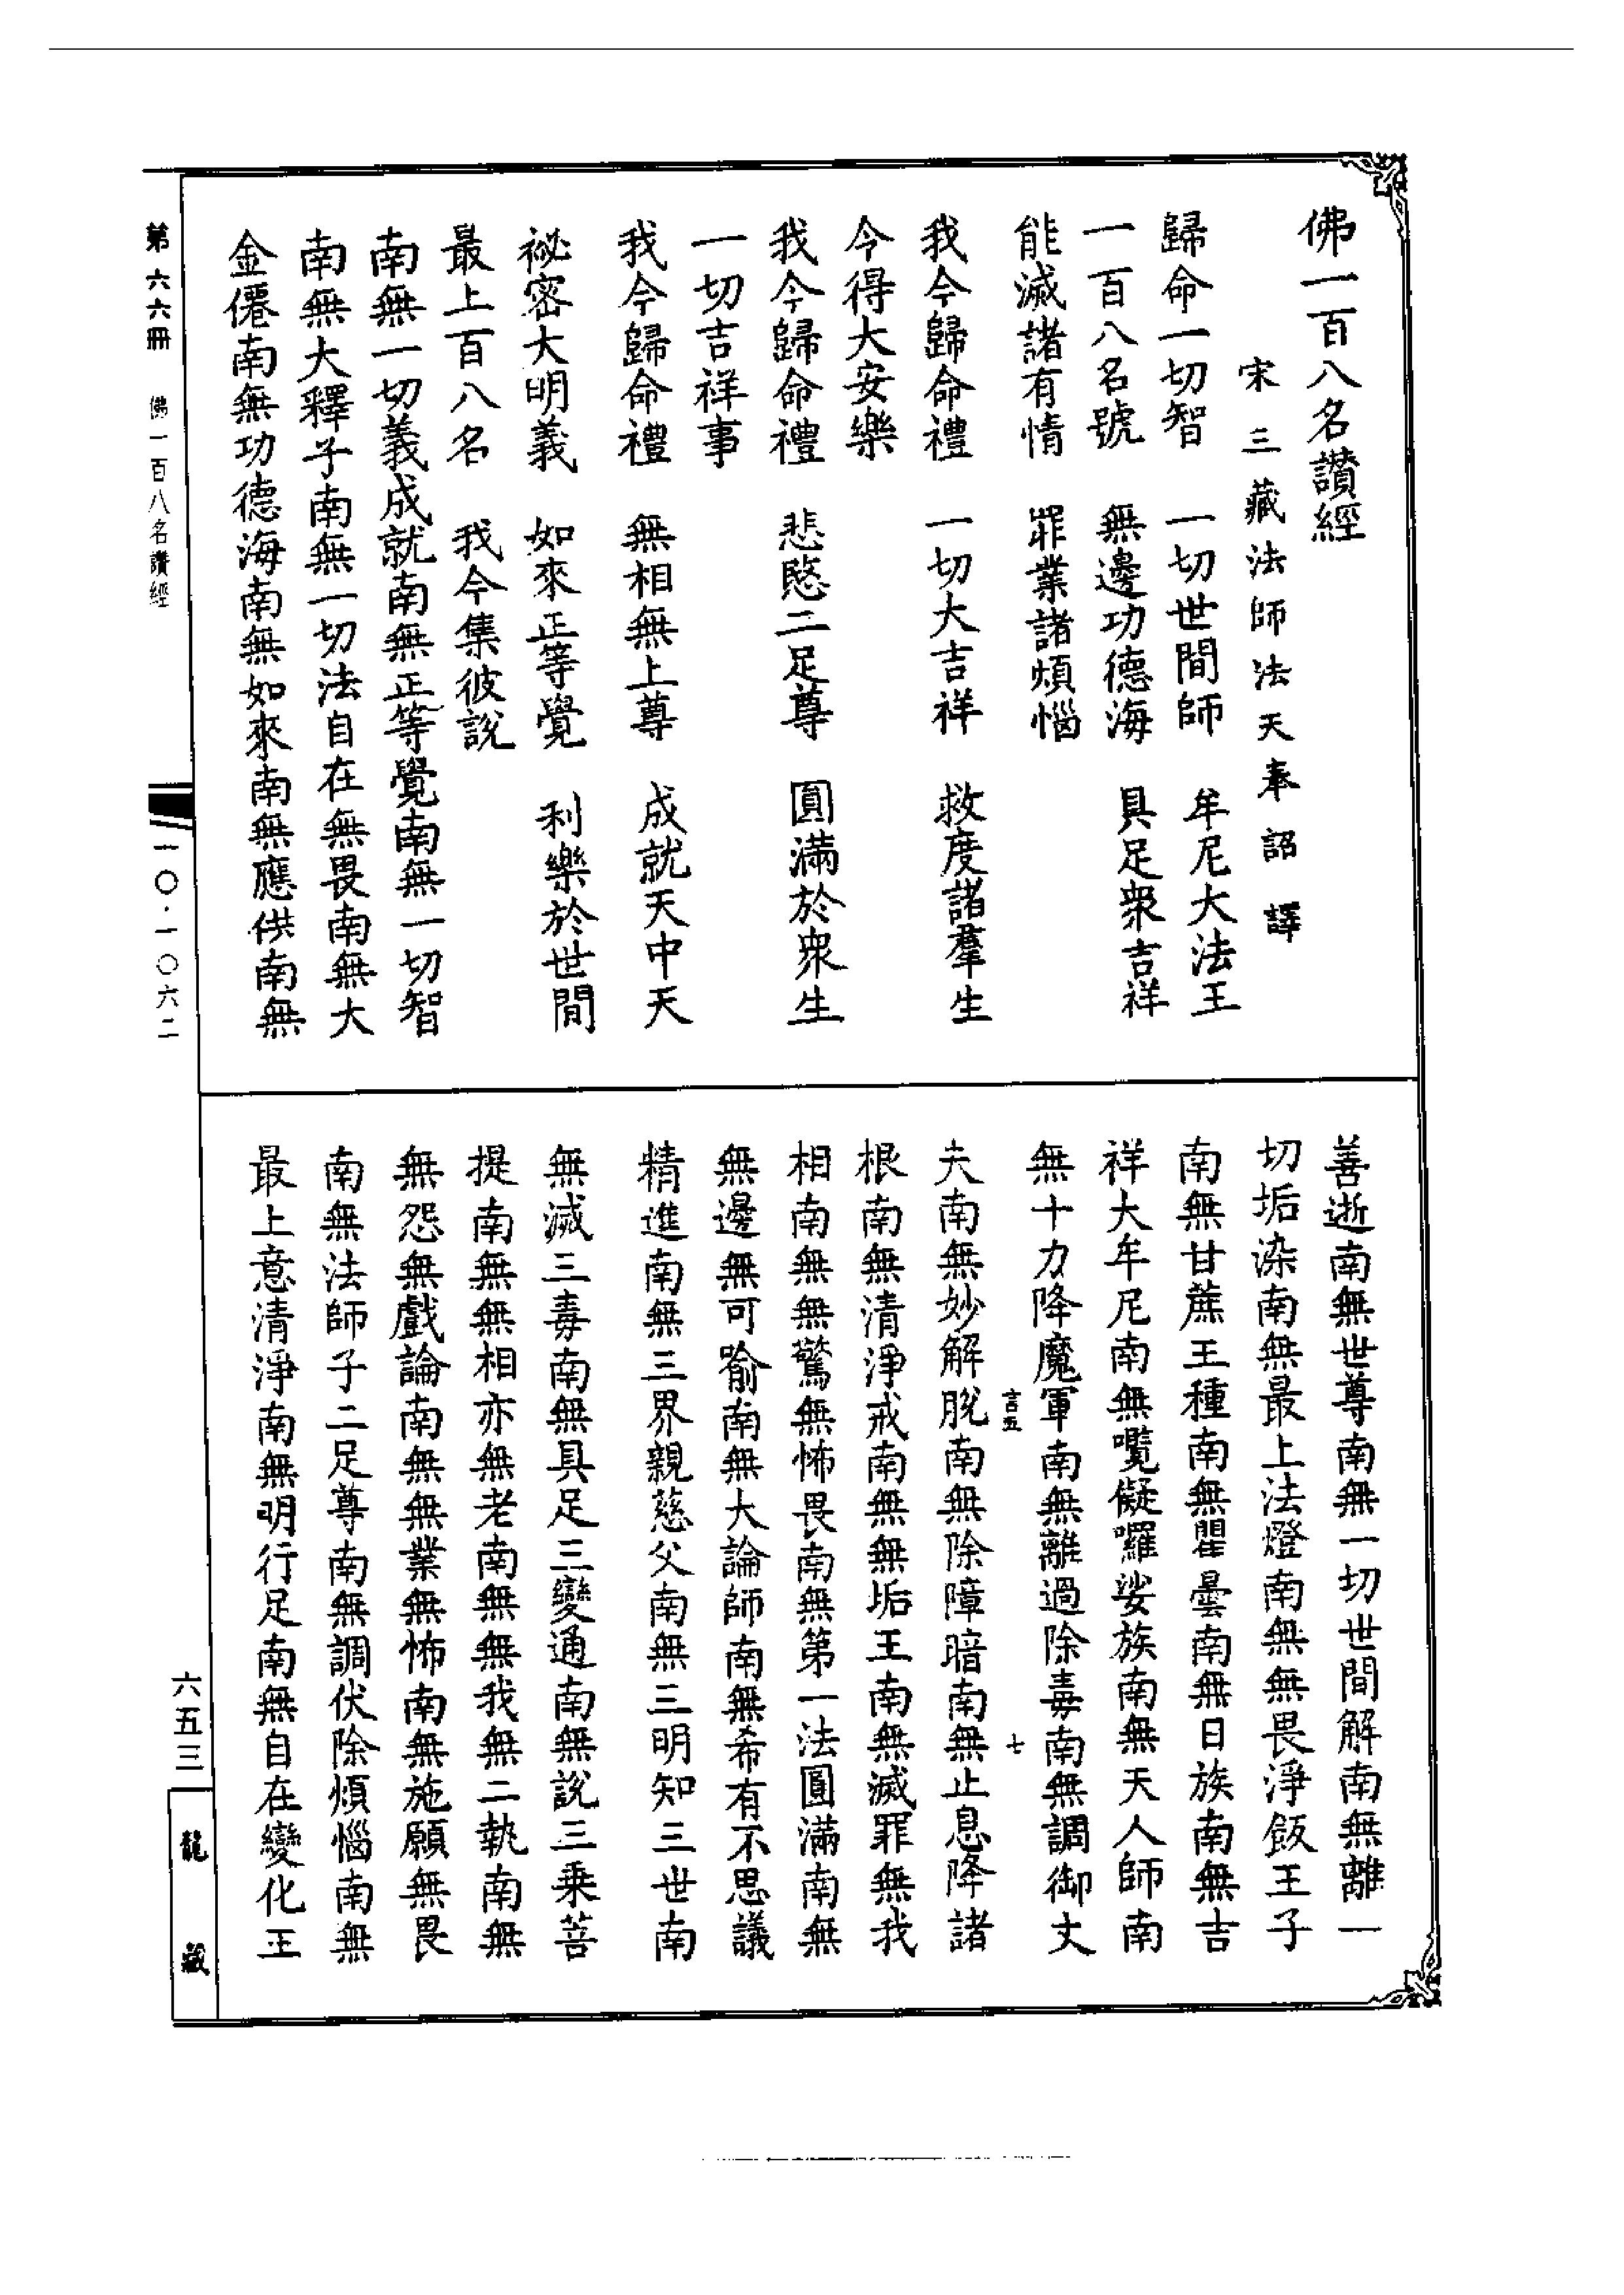 佛一百八名讚經
宋三藏法師法天奉詔譯
歸命一切智　一切世間師　牟尼大法王
一百八名號　無邊功德海　具足衆吉祥
能滅諸有情　罪業諸煩惱
我今歸命禮　一切大吉祥　救度諸羣生
今得大安樂
我今歸命禮　悲愍二足尊　圓滿於衆生
一切吉祥事
我今歸命禮　無相無上尊　成就天中天
祕密大明義　如來正等覺　利樂於世間
最上百八名　我今集彼說
南無一切義成就南無正等覺南無一切智
南無大釋子南無一切法自在無畏南無大
金僊南無功德海南無如來南無應供南無
善逝南無世尊南無一切世間解南無離一
切垢染南無最上法燈南無無畏淨飯王子
南無甘蔗王種南無瞿曇南無日族南無吉
祥大牟尼南無嚂儗囉娑族南無天人師南
無十力降魔軍南無離過除毒南無調御丈
言五　七
夫南無妙解脫南無除障暗南無止息降諸
根南無清淨戒南無無垢王南無滅罪無我
相南無無驚無怖畏南無第一法圓滿南無
無邊無可喻南無大論師南無希有不思議
精進南無三界親慈父南無三明知三世南
無滅三毒南無具足三變通南無說三乘菩
提南無無相亦無老南無無我無二執南無
無怨無戲論南無無業無怖南無施願無畏
南無法師子二足尊南無調伏除煩惱南無
最上意清淨南無明行足南無自在變化王
第六六冊　佛一百八名讚經
一〇·一〇六二
六五三
龍藏